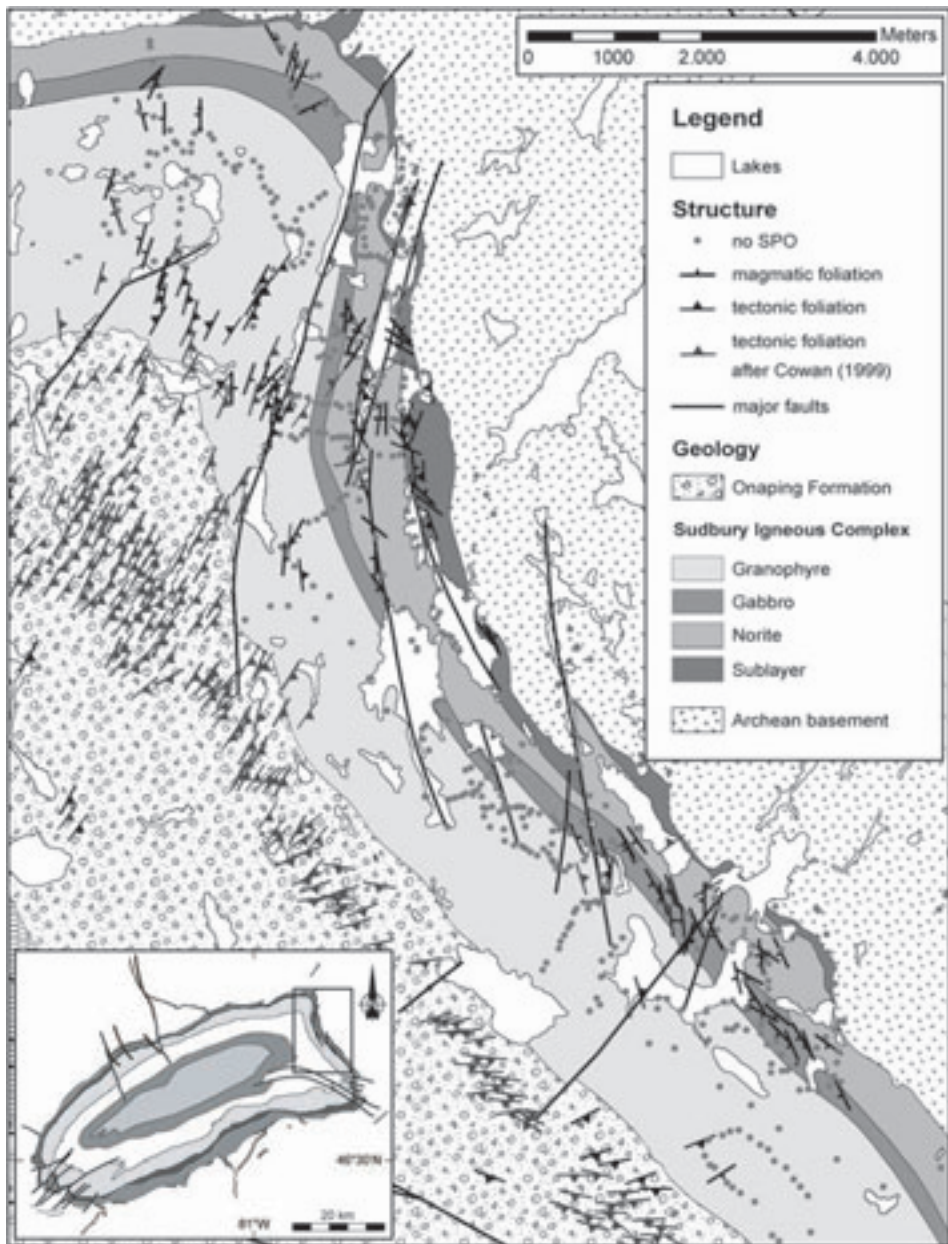 Meters
0 1000 2.000 4.000
Legend
Lakes
Structure
no SPO
magmatic foliation
tectonic foliation
tectonic foliation
after Cowan (1999)
major faults
Geology
Onaping Formation
Sudbury Igneous Complex
Granophyre
Gabbro
Norite
Sublayer
Archean basement
46°30'N
81°W
20 km